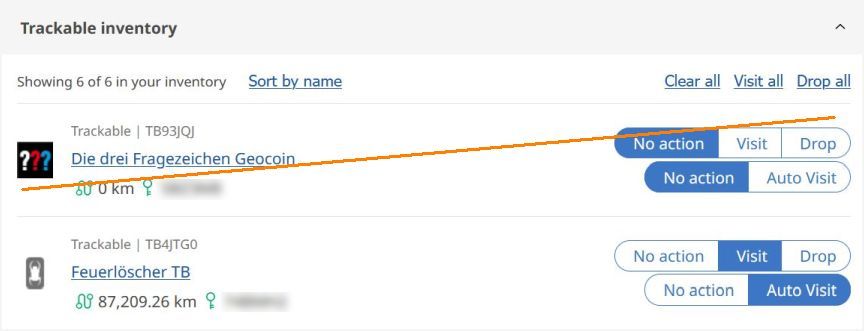 Trackable inventory
Showing 6 of 6 in your inventory Sort by name Clear all Visit all Drop all
Trackable | TB93JQJ
??? Die drei Fragezeichen Geocoin No action Visit Drop
0 km No action Auto Visit
Trackable | TB4JTG0
Feuerlöscher TB No action Visit Drop
87,209.26 km No action Auto Visit